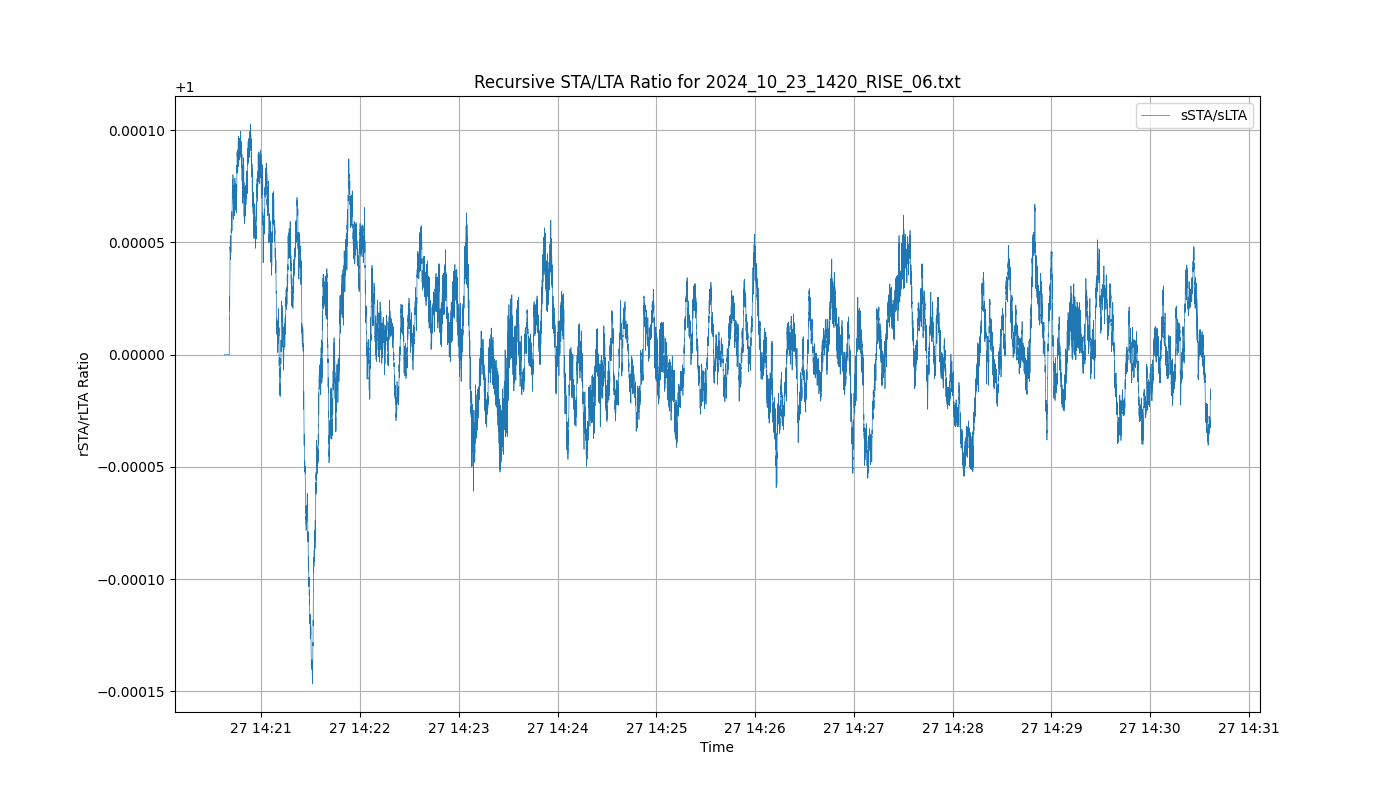 Recursive STA/LTA Ratio for 2024_10_23_1420_RISE_06.txt
+1
sSTA/sLTA
0.00010
0.00005
0.00000
−0.00005
−0.00010
−0.00015
rSTA/rLTA Ratio
27 14:21 27 14:22 27 14:23 27 14:24 27 14:25 27 14:26 27 14:27 27 14:28 27 14:29 27 14:30 27 14:31
Time